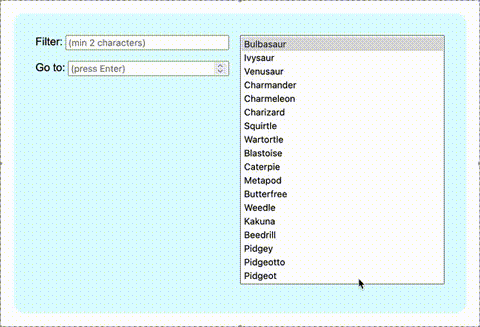 Filter: (min 2 characters)
Go to: (press Enter)
Bulbasaur
Ivysaur
Venusaur
Charmander
Charmeleon
Charizard
Squirtle
Wartortle
Blastoise
Caterpie
Metapod
Butterfree
Weedle
Kakuna
Beedrill
Pidgey
Pidgeotto
Pidgeot